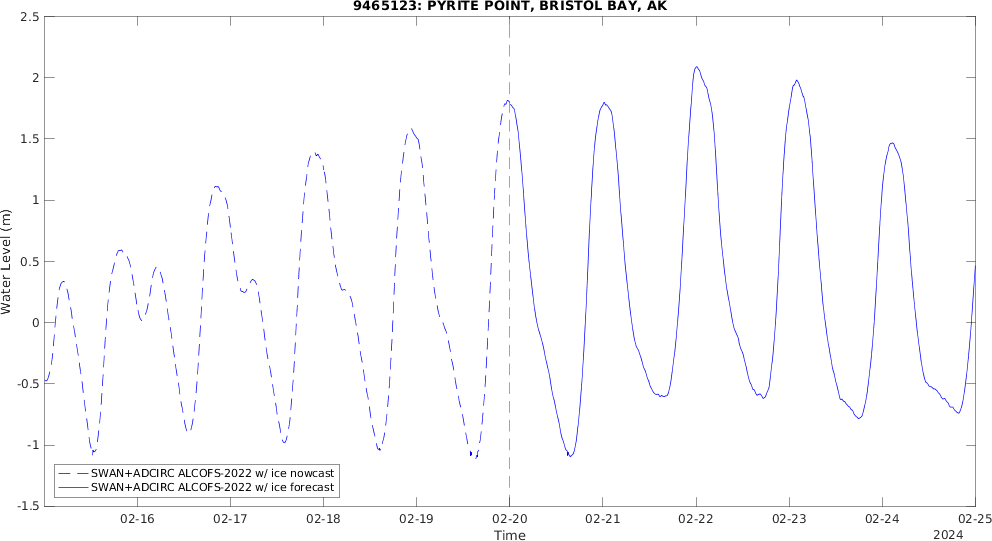 9465123: PYRITE POINT, BRISTOL BAY, AK
2.5
2
1.5
1
0.5
0
-0.5
-1
-1.5
Water Level (m)
SWAN+ADCIRC ALCOFS-2022 w/ ice nowcast
SWAN+ADCIRC ALCOFS-2022 w/ ice forecast
02-16 02-17 02-18 02-19 02-20 02-21 02-22 02-23 02-24 02-25
Time
2024